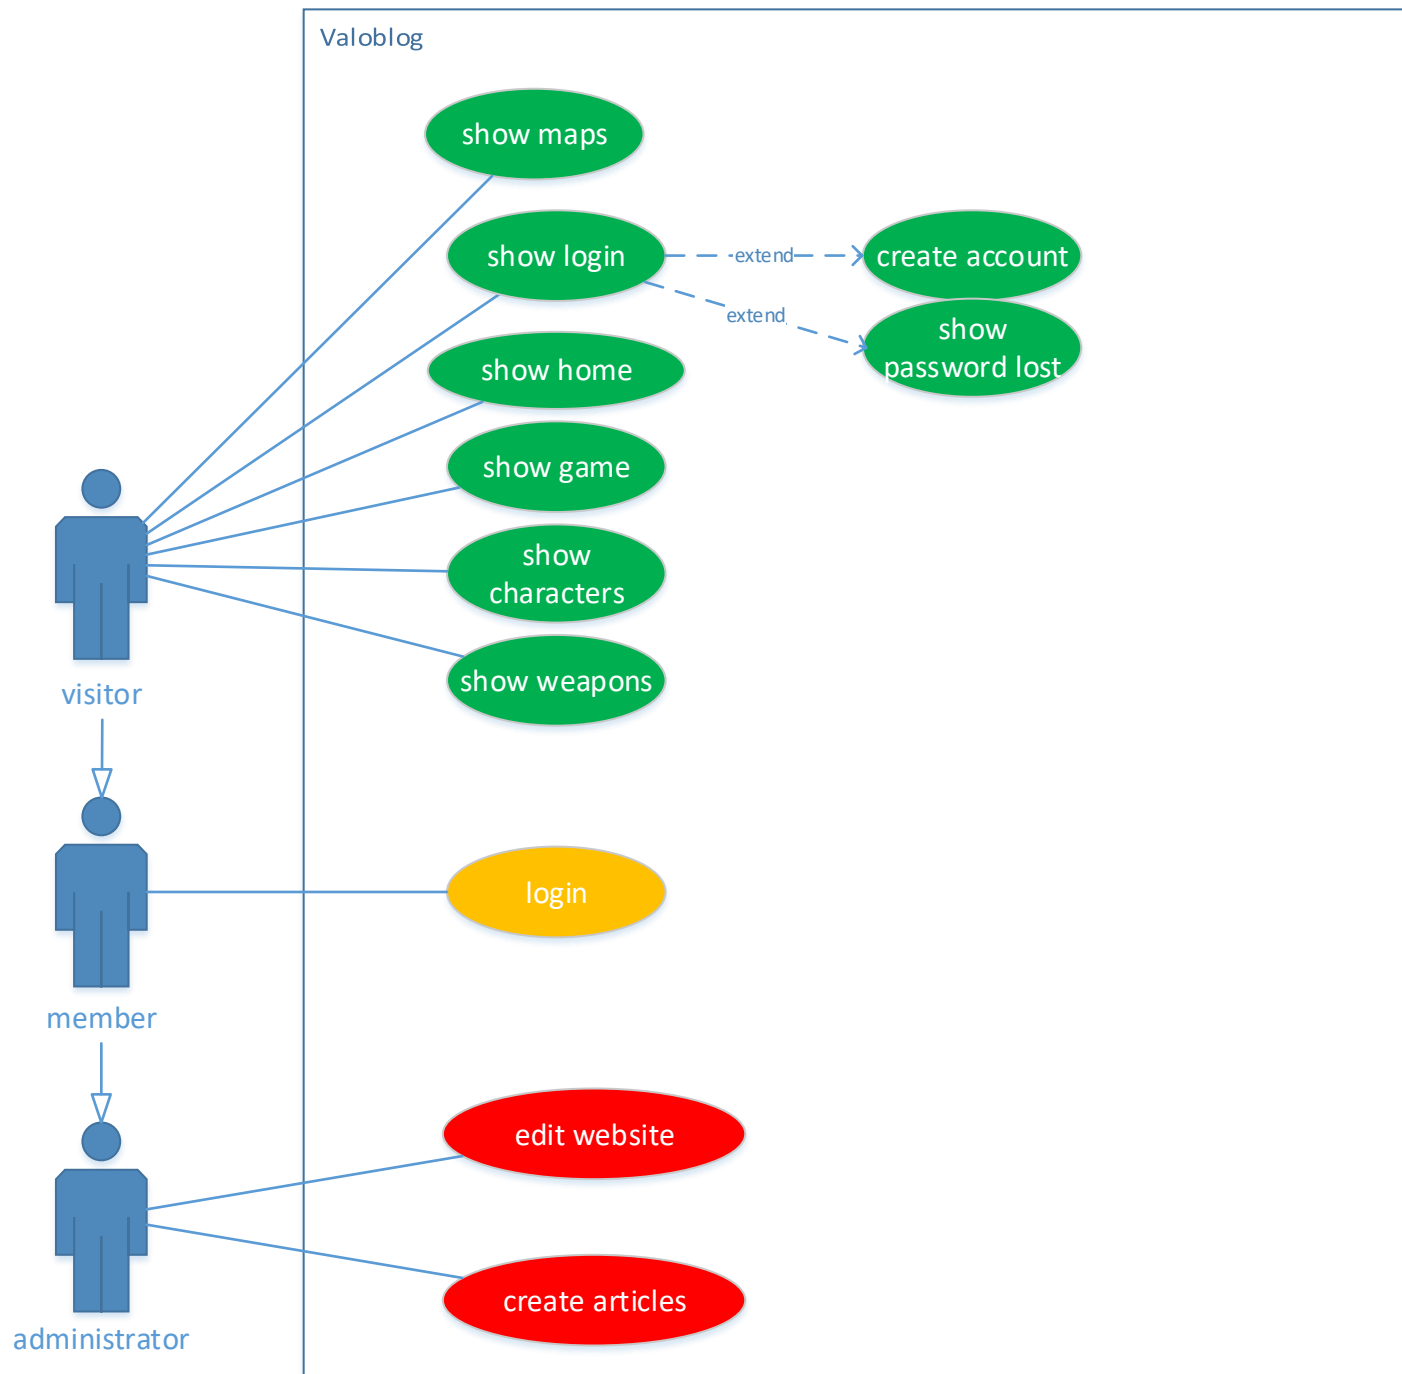 Valoblog
show maps
show login
extend
create account
extend
show
password lost
show home
show game
show
characters
show weapons
visitor
login
member
edit website
create articles
administrator